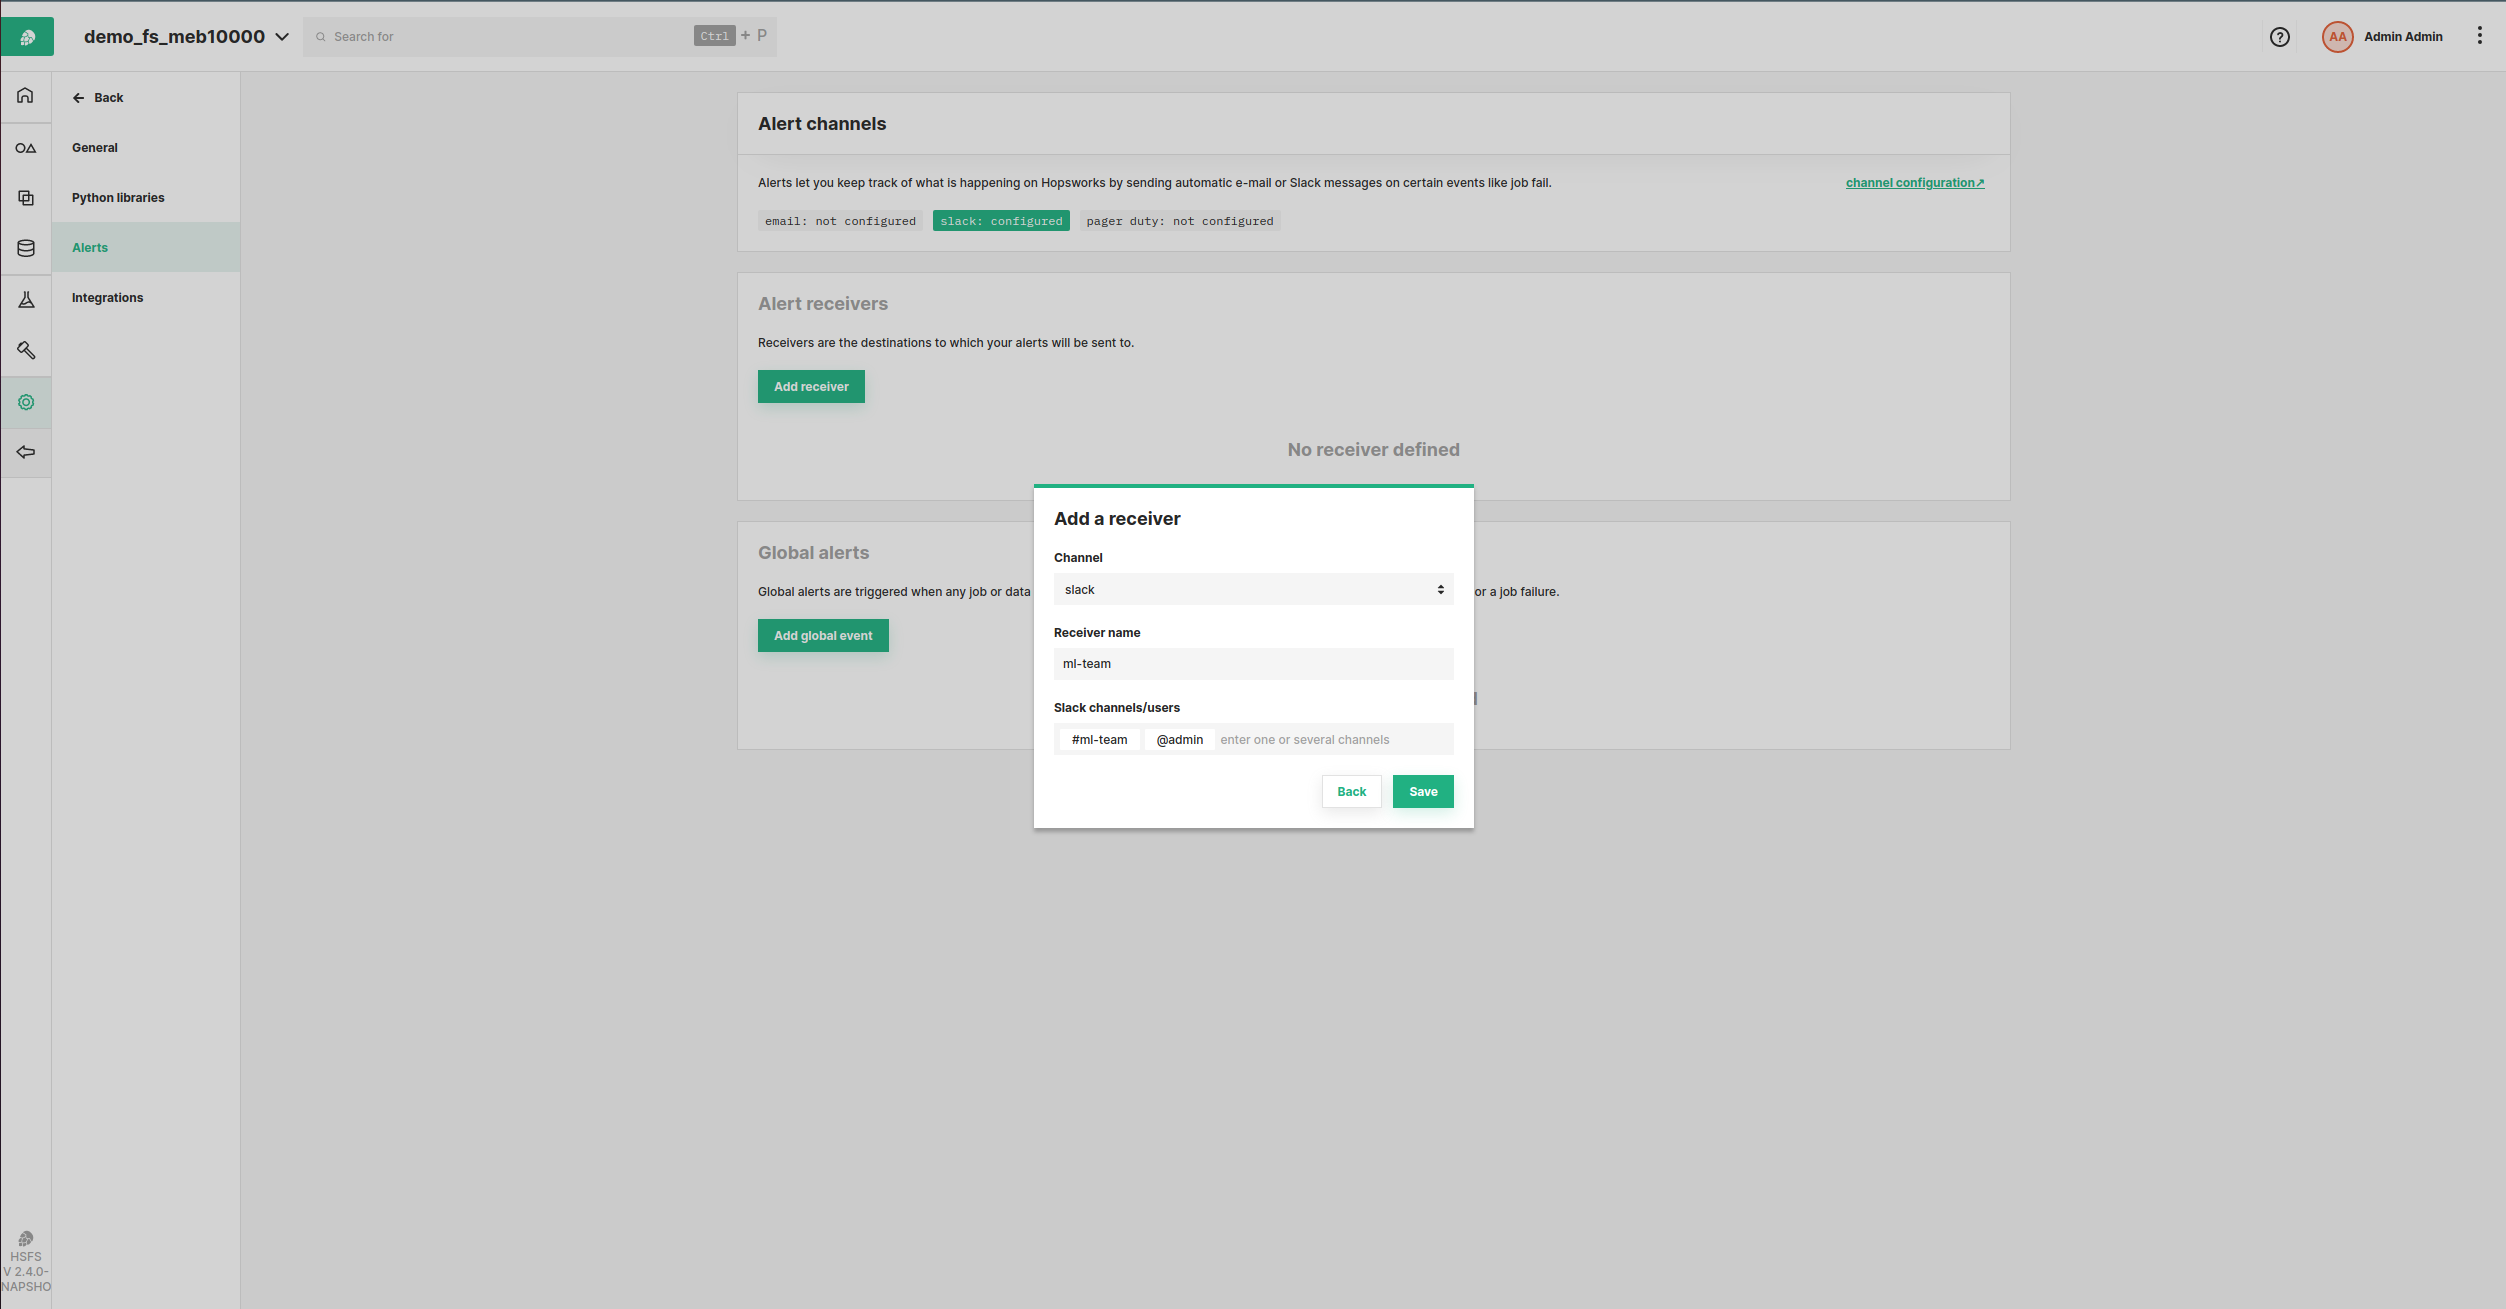 demo_fs_meb10000
Search for
Ctrl + P
AA
Admin Admin
Back
General
Python libraries
Alerts
Integrations
Alert channels
Alerts let you keep track of what is happening on Hopsworks by sending automatic e-mail or Slack messages on certain events like job fail.
channel configuration↗
email: not configured
slack: configured
pager duty: not configured
Alert receivers
Receivers are the destinations to which your alerts will be sent to.
Add receiver
No receiver defined
Global alerts
Global alerts are triggered when any job or data
or a job failure.
Add global event
Add a receiver
Channel
slack
Receiver name
ml-team
Slack channels/users
#ml-team @admin enter one or several channels
Back
Save
HSFS
V 2.4.0-
NAPSHO